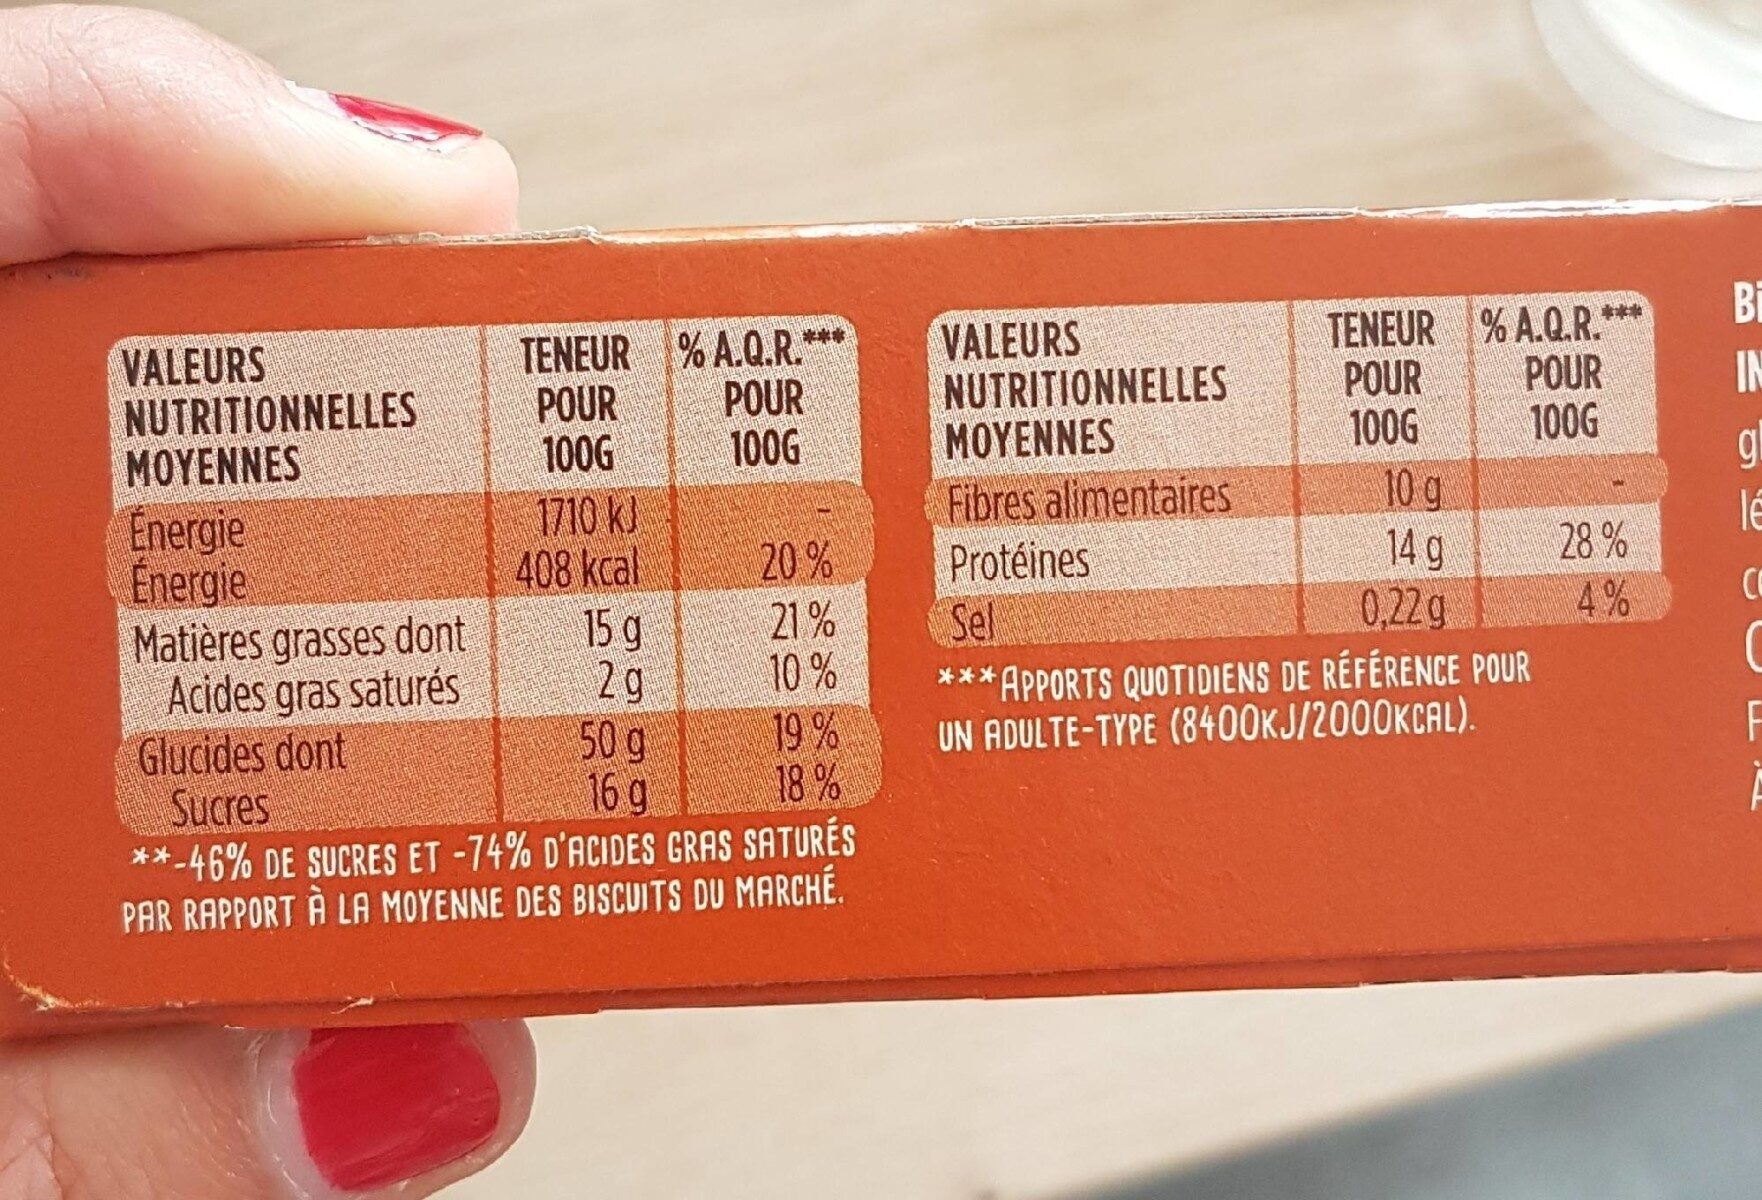 VALEURS NUTRITIONNELLES MOYENNES TENEUR POUR 100G % A.Q.R.*** POUR 100G
Énergie 1710 kJ -
Énergie 408 kcal 20 %
Matières grasses dont 15 g 21 %
Acides gras saturés 2 g 10 %
Glucides dont 50 g 19 %
Sucres 16 g 18 %
**-46% DE SUCRES ET -74% D'ACIDES GRAS SATURÉS
PAR RAPPORT À LA MOYENNE DES BISCUITS DU MARCHÉ.
VALEURS NUTRITIONNELLES MOYENNES TENEUR POUR 100G % A.Q.R.*** POUR 100G
Fibres alimentaires 10 g -
Protéines 14 g 28 %
Sel 0,22 g 4 %
***APPORTS QUOTIDIENS DE RÉFÉRENCE POUR
UN ADULTE-TYPE (8400KJ/2000KCAL).